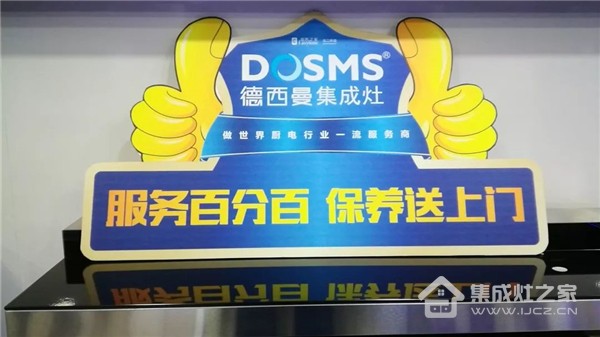 DOSMS®
德西曼集成灶
做世界厨电行业一流服务商
服务百分百 保养送上门
集成灶之家
WWW.IJCZ.CN